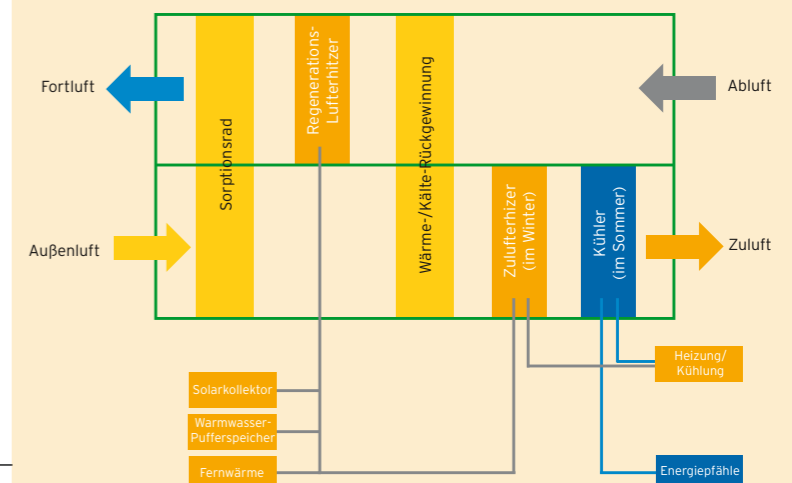 Fortluft
Abluft
Außenluft
Zuluft
Sorptionsrad
Regenerations-
Lufterhitzer
Wärme-/Kälte-Rückgewinnung
Zulufterhizer
(im Winter)
Kühler
(im Sommer)
Heizung/
Kühlung
Solarkollektor
Warmwasser-
Pufferspeicher
Fernwärme
Energiepfähle